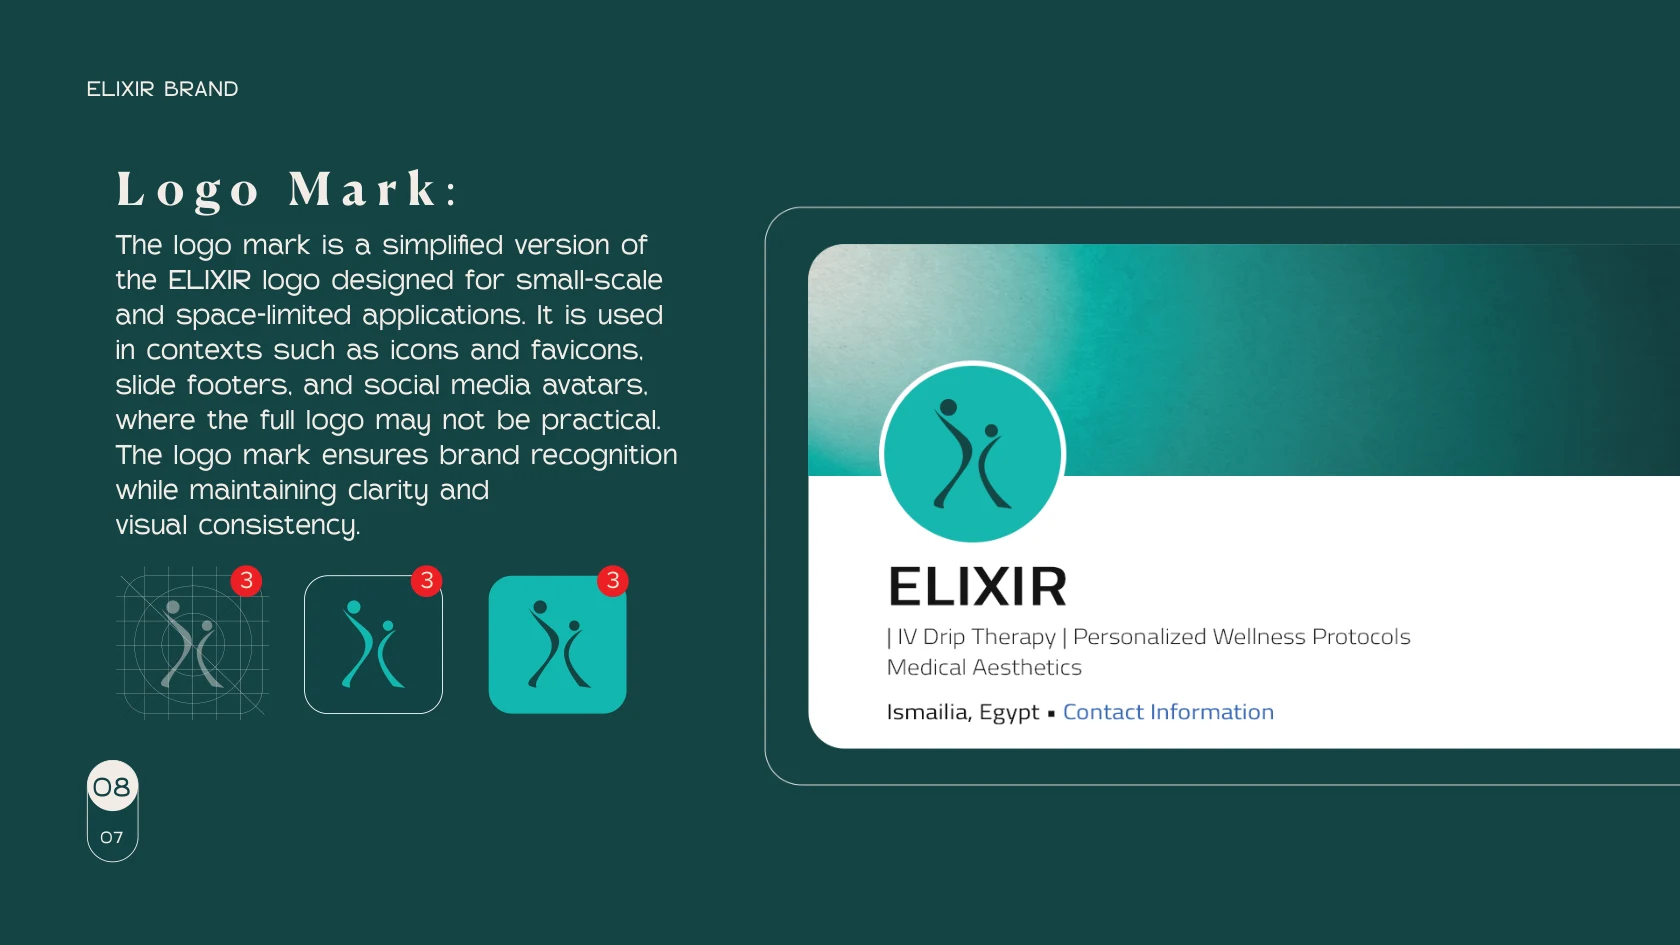 ELIXIR BRAND
Logo Mark:
The logo mark is a simplified version of
the ELIXIR logo designed for small-scale
and space-limited applications. It is used
in contexts such as icons and favicons,
slide footers, and social media avatars,
where the full logo may not be practical.
The logo mark ensures brand recognition
while maintaining clarity and
visual consistency.
3
3
3
08
07
ELIXIR
| IV Drip Therapy | Personalized Wellness Protocols
Medical Aesthetics
Ismailia, Egypt ▪ Contact Information